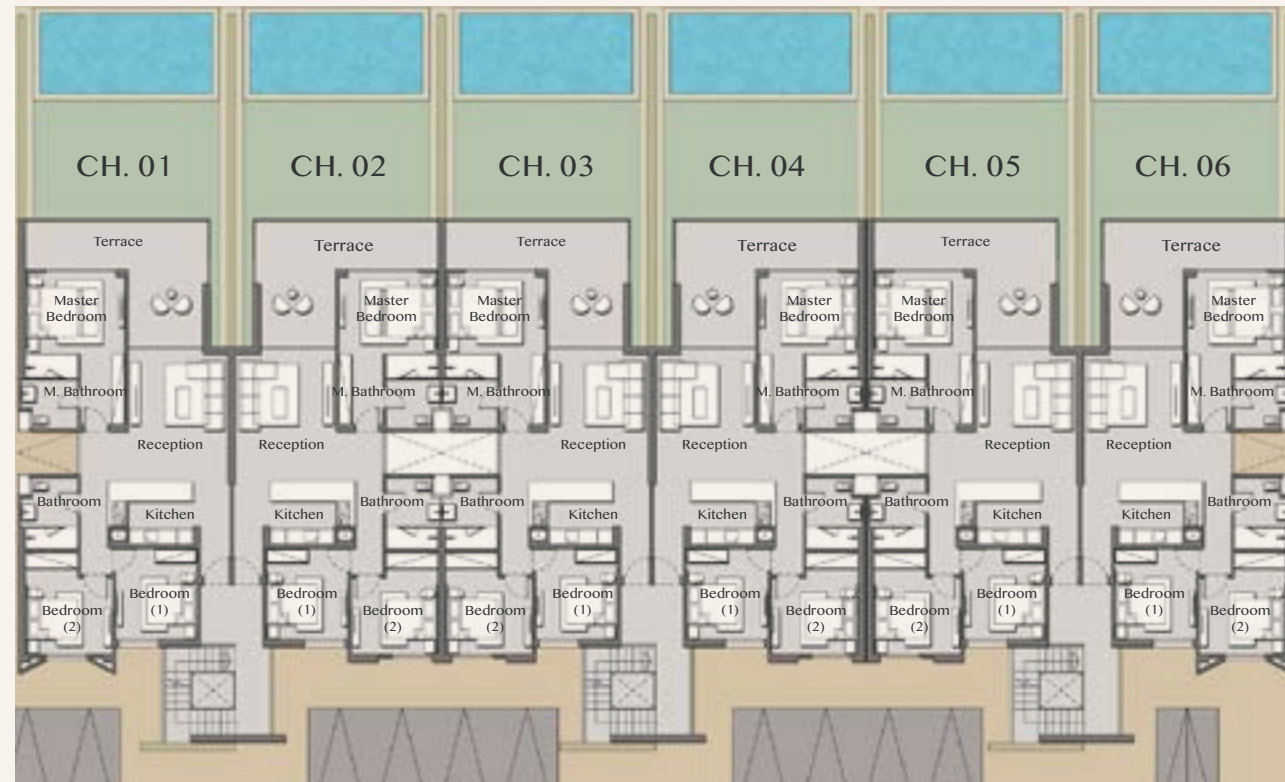 CH. 01
CH. 02
CH. 03
CH. 04
CH. 05
CH. 06
Terrace
Terrace
Terrace
Terrace
Terrace
Terrace
Master
Bedroom
Master
Bedroom
Master
Bedroom
Master
Bedroom
Master
Bedroom
Master
Bedroom
M. Bathroom
M. Bathroom
M. Bathroom
M. Bathroom
M. Bathroom
M. Bathroom
Reception
Reception
Reception
Reception
Reception
Reception
Bathroom
Bathroom
Bathroom
Bathroom
Bathroom
Bathroom
Kitchen
Kitchen
Kitchen
Kitchen
Kitchen
Kitchen
Bedroom
(2)
Bedroom
(1)
Bedroom
(1)
Bedroom
(2)
Bedroom
(2)
Bedroom
(1)
Bedroom
(1)
Bedroom
(2)
Bedroom
(2)
Bedroom
(1)
Bedroom
(1)
Bedroom
(2)